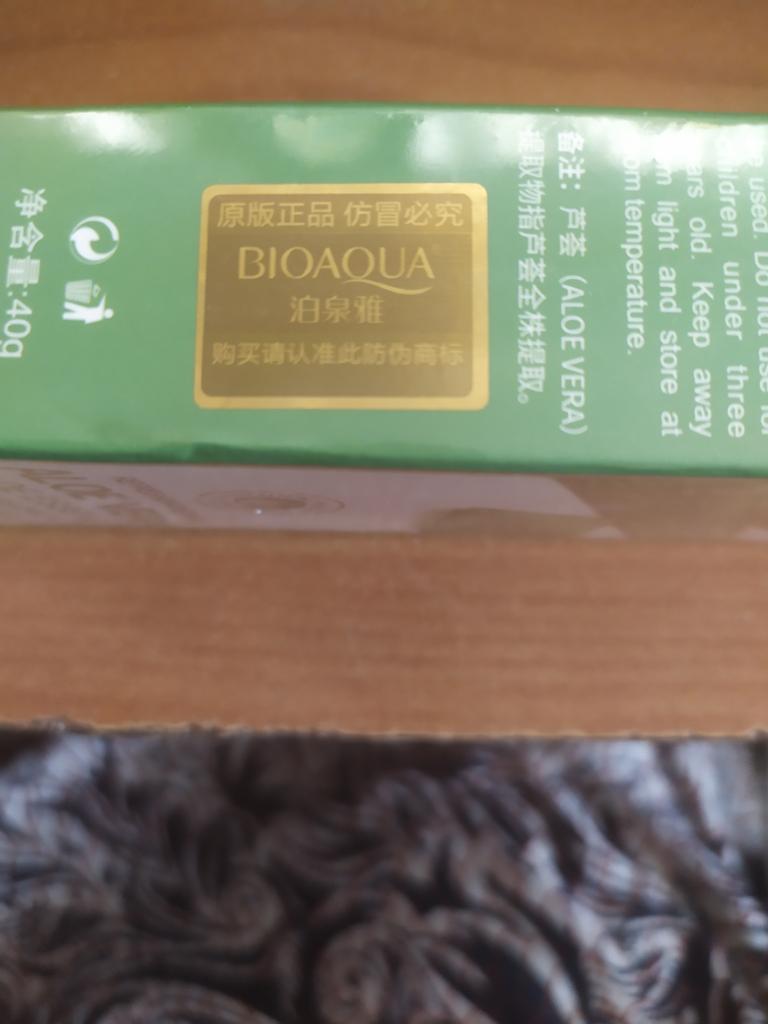 原版正品 仿冒必究
BIOAQUA
泊泉雅
购买请认准此防伪商标
净含量:40g
备注：芦荟（ALOE VERA）
提取物指芦荟全株提取。
used. Do not use for
children under three
old. Keep away
light and store at
temperature.